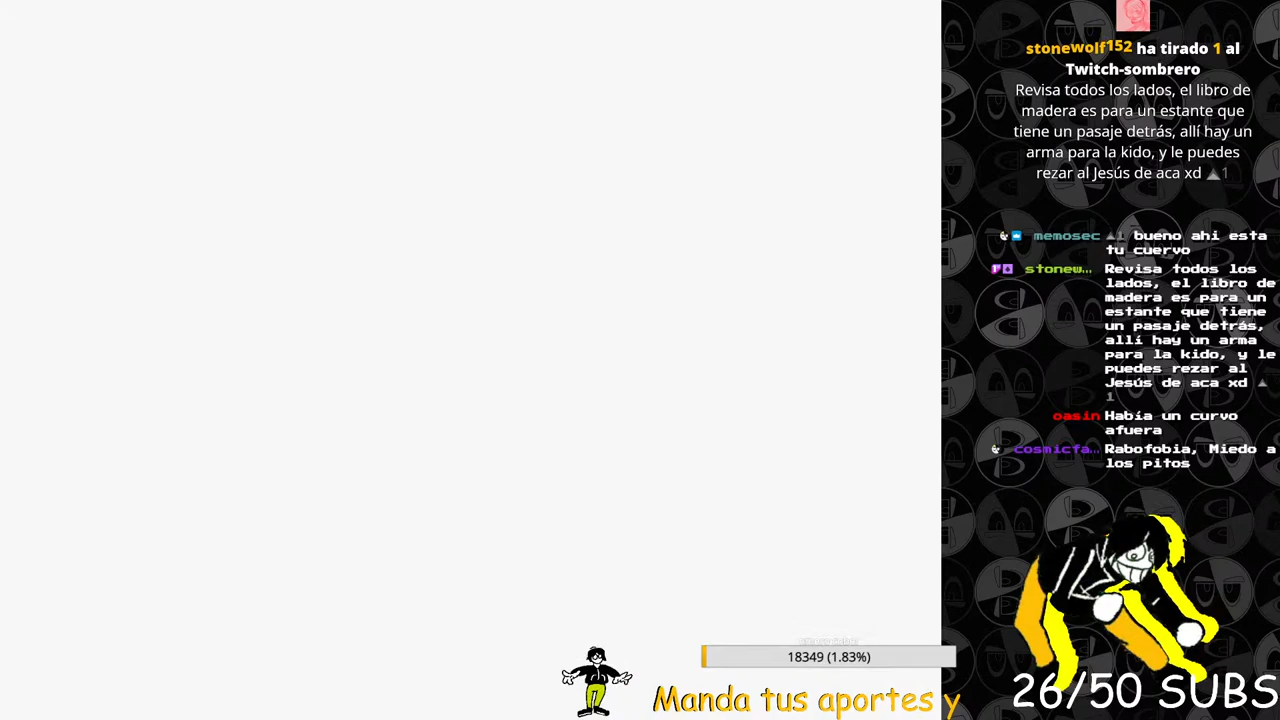 stonewolf152 ha tirado 1 al
Twitch-sombrero
Revisa todos los lados, el libro de
madera es para un estante que
tiene un pasaje detrás, allí hay un
arma para la kido, y le puedes
rezar al Jesús de aca xd 1
memosec 1 bueno ahi esta
tu cuervo
stonew... Revisa todos los
lados, el libro de
madera es para un
estante que tiene
un pasaje detrás,
allí hay un arma
para la kido, y le
puedes rezar al
Jesús de aca xd
1
oasin Había un curvo
afuera
cosmicfa... Rabofobia, Miedo a
los pitos
18349 (1.83%)
Manda tus aportes y
26/50 SUBS